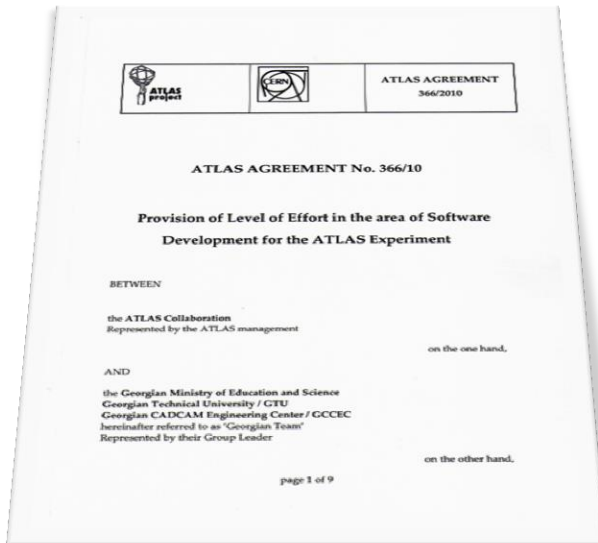 ATLAS
project
CERN
ATLAS AGREEMENT
366/2010
ATLAS AGREEMENT No. 366/10
Provision of Level of Effort in the area of Software
Development for the ATLAS Experiment
BETWEEN
the ATLAS Collaboration
Represented by the ATLAS management
on the one hand,
AND
the Georgian Ministry of Education and Science
Georgian Technical University / GTU
Georgian CADCAM Engineering Center / GCCEC
hereinafter referred to as "Georgian Team"
Represented by their Group Leader
on the other hand,
page 1 of 9